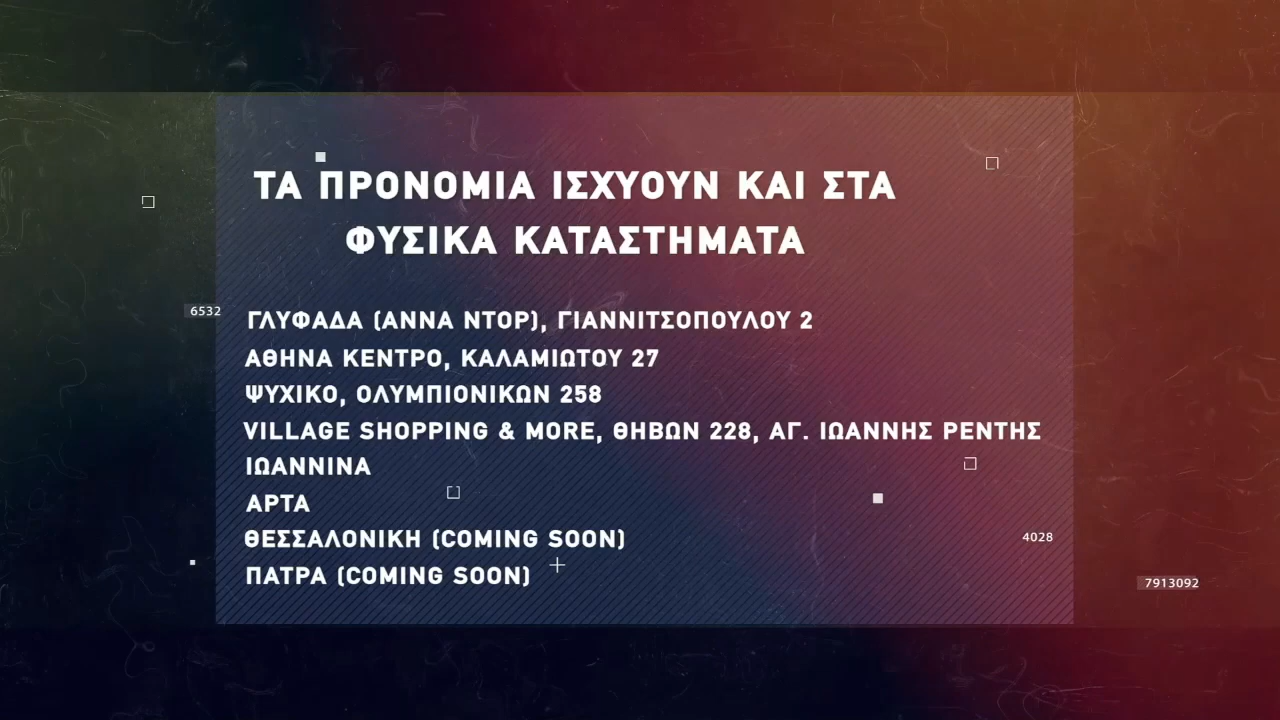 ΤΑ ΠΡΟΝΟΜΙΑ ΙΣΧΥΟΥΝ ΚΑΙ ΣΤΑ
ΦΥΣΙΚΑ ΚΑΤΑΣΤΗΜΑΤΑ
6532
ΓΛΥΦΑΔΑ (ΑΝΝΑ ΝΤΟΡ), ΓΙΑΝΝΙΤΣΟΠΟΥΛΟΥ 2
ΑΘΗΝΑ ΚΕΝΤΡΟ, ΚΑΛΑΜΙΩΤΟΥ 27
ΨΥΧΙΚΟ, ΟΛΥΜΠΙΟΝΙΚΩΝ 258
VILLAGE SHOPPING & MORE, ΘΗΒΩΝ 228, ΑΓ. ΙΩΑΝΝΗΣ ΡΕΝΤΗΣ
ΙΩΑΝΝΙΝΑ
ΑΡΤΑ
ΘΕΣΣΑΛΟΝΙΚΗ (COMING SOON)
4028
ΠΑΤΡΑ (COMING SOON)
7913092